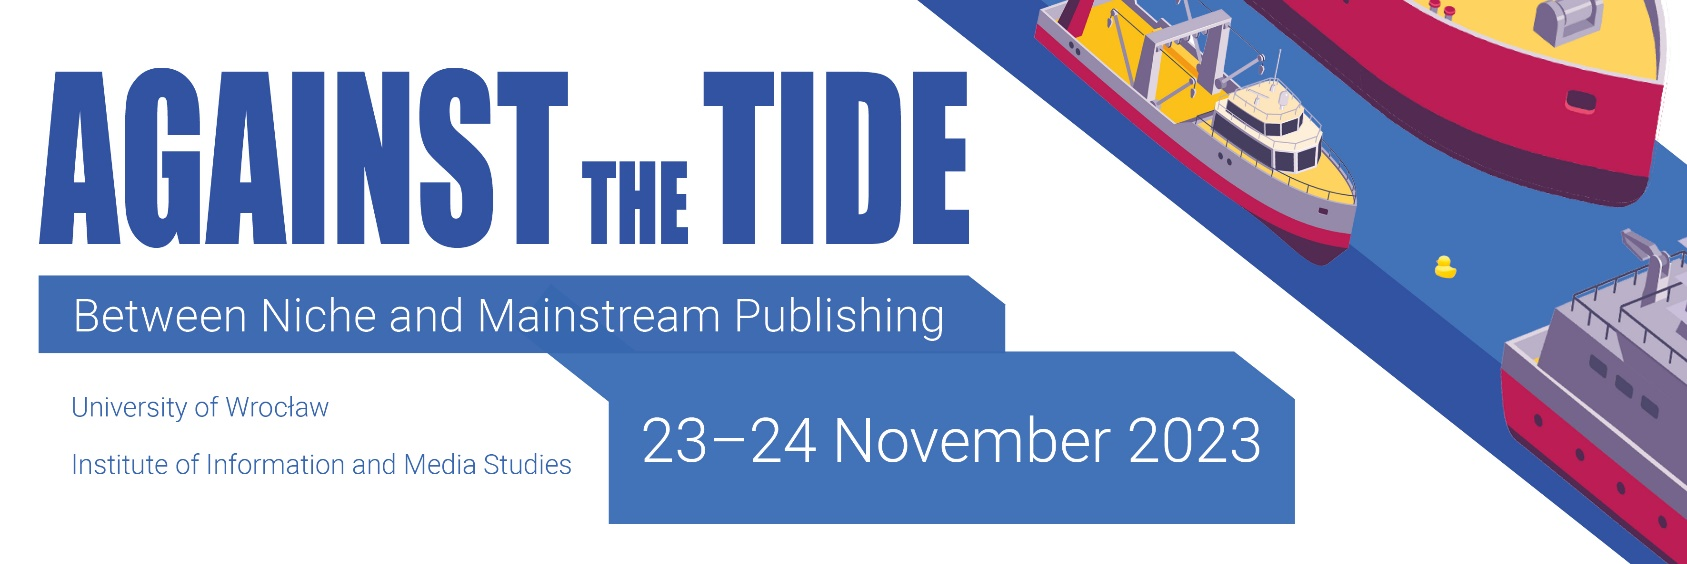 AGAINST THE TIDE
Between Niche and Mainstream Publishing
University of Wrocław
Institute of Information and Media Studies
23–24 November 2023